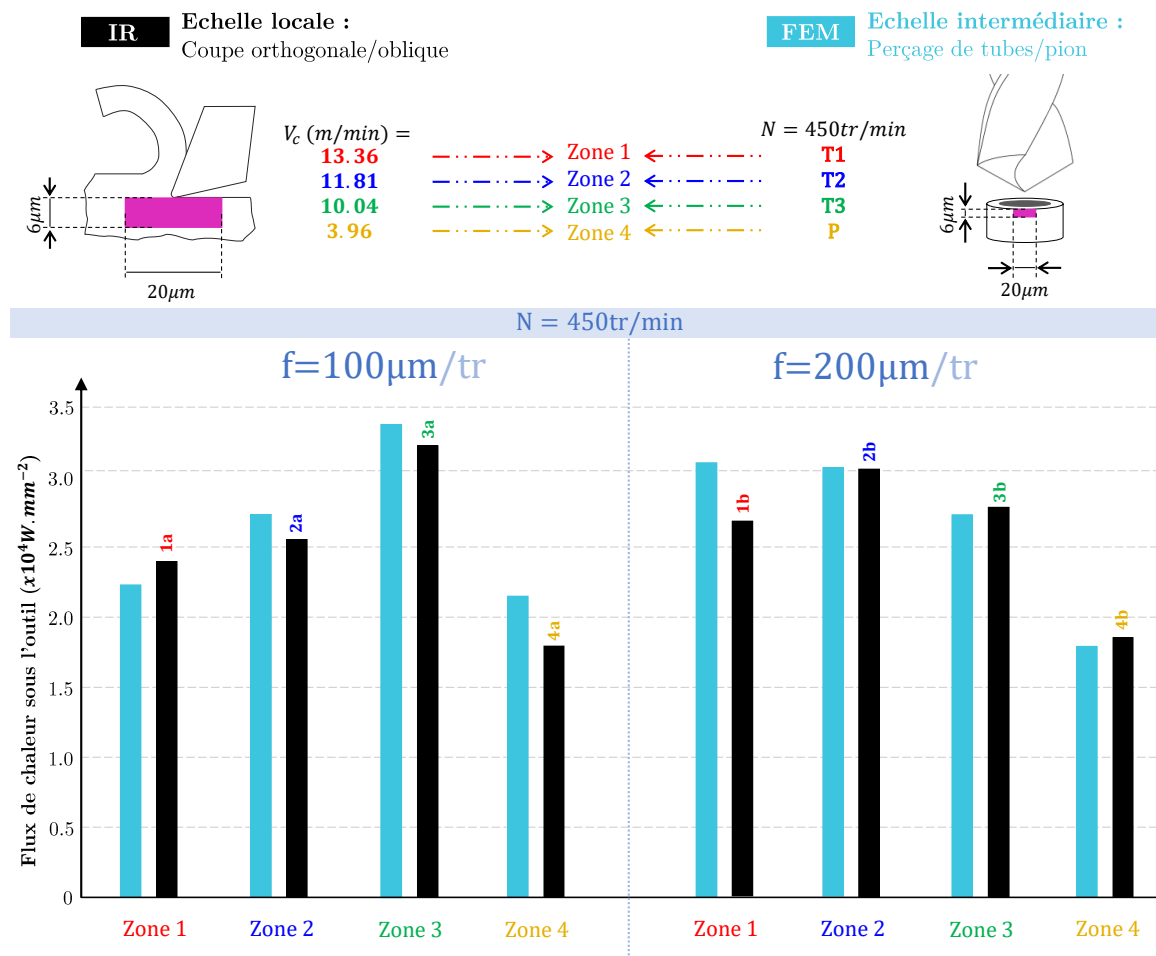 IR
Echelle locale :
Coupe orthogonale/oblique
FEM
Echelle intermédiaire :
Perçage de tubes/pion
V_c (m/min) =
13.36
11.81
10.04
3.96
Zone 1
Zone 2
Zone 3
Zone 4
N = 450tr/min
T1
T2
T3
P
6μm
20μm
6μm
20μm
N = 450tr/min
f=100μm/tr
f=200μm/tr
Flux de chaleur sous l'outil (x10⁴W.mm⁻²)
3.5
3.0
2.5
2.0
1.5
1.0
0.5
0
1a
2a
3a
4a
1b
2b
3b
4b
Zone 1
Zone 2
Zone 3
Zone 4
Zone 1
Zone 2
Zone 3
Zone 4